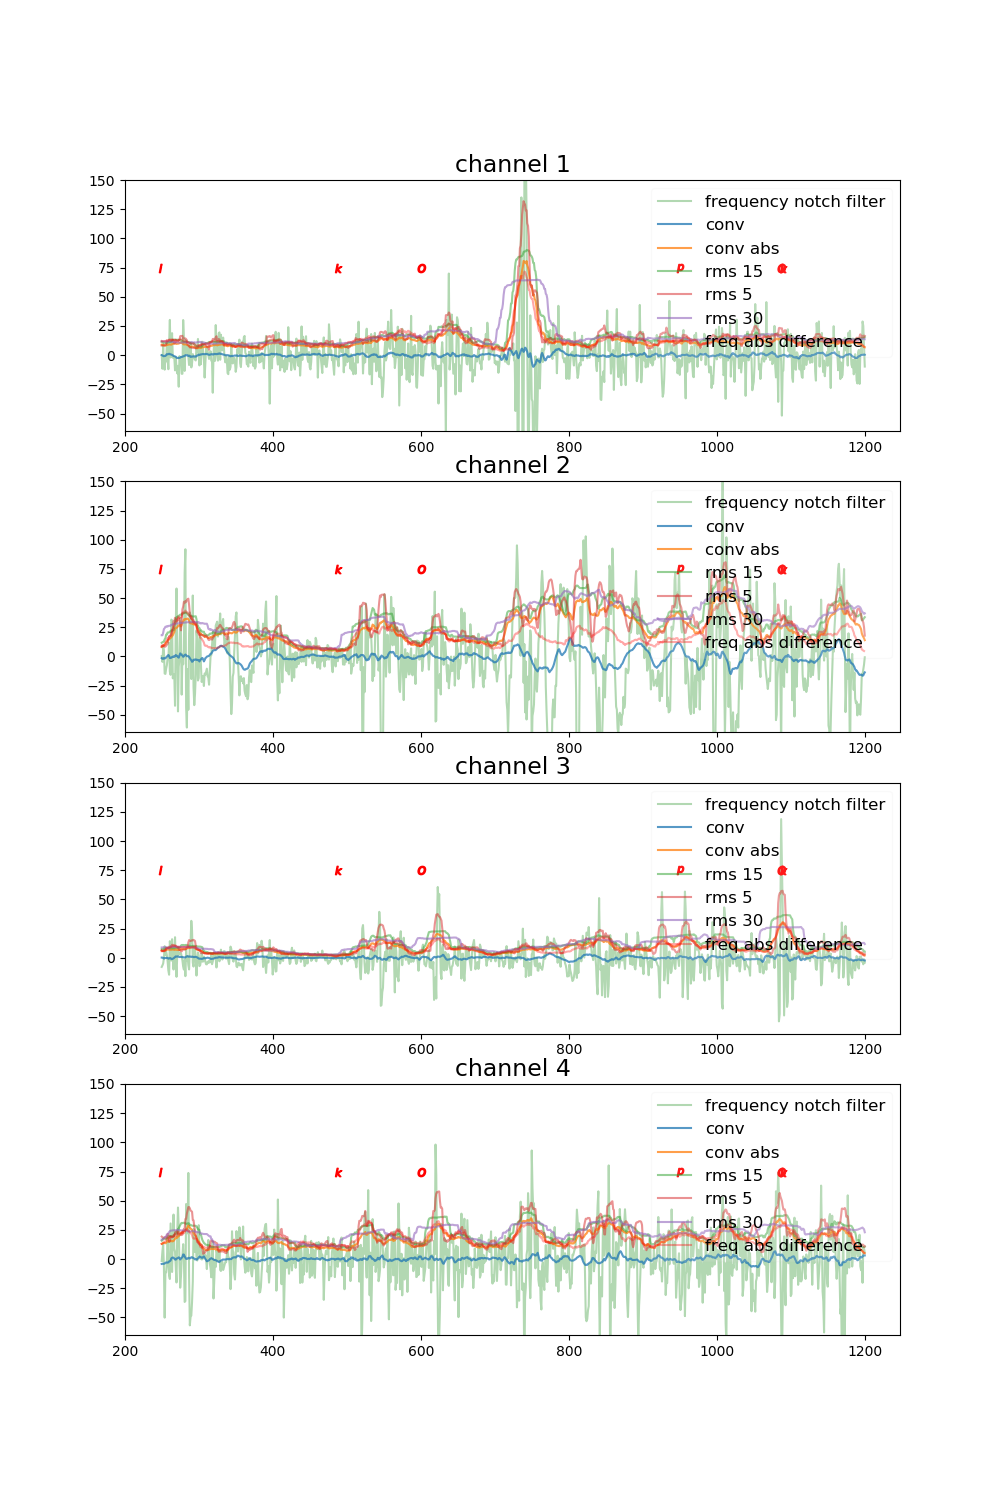 channel 1
150
125
100
75
50
25
0
−25
−50
l k O p
frequency notch filter
conv
conv abs
rms 15
rms 5
rms 30
freq abs difference
200 400 600 800 1000 1200
channel 2
150
125
100
75
50
25
0
−25
−50
l k O p
frequency notch filter
conv
conv abs
rms 15
rms 5
rms 30
freq abs difference
200 400 600 800 1000 1200
channel 3
150
125
100
75
50
25
0
−25
−50
l k O p
frequency notch filter
conv
conv abs
rms 15
rms 5
rms 30
freq abs difference
200 400 600 800 1000 1200
channel 4
150
125
100
75
50
25
0
−25
−50
l k O p
frequency notch filter
conv
conv abs
rms 15
rms 5
rms 30
freq abs difference
200 400 600 800 1000 1200